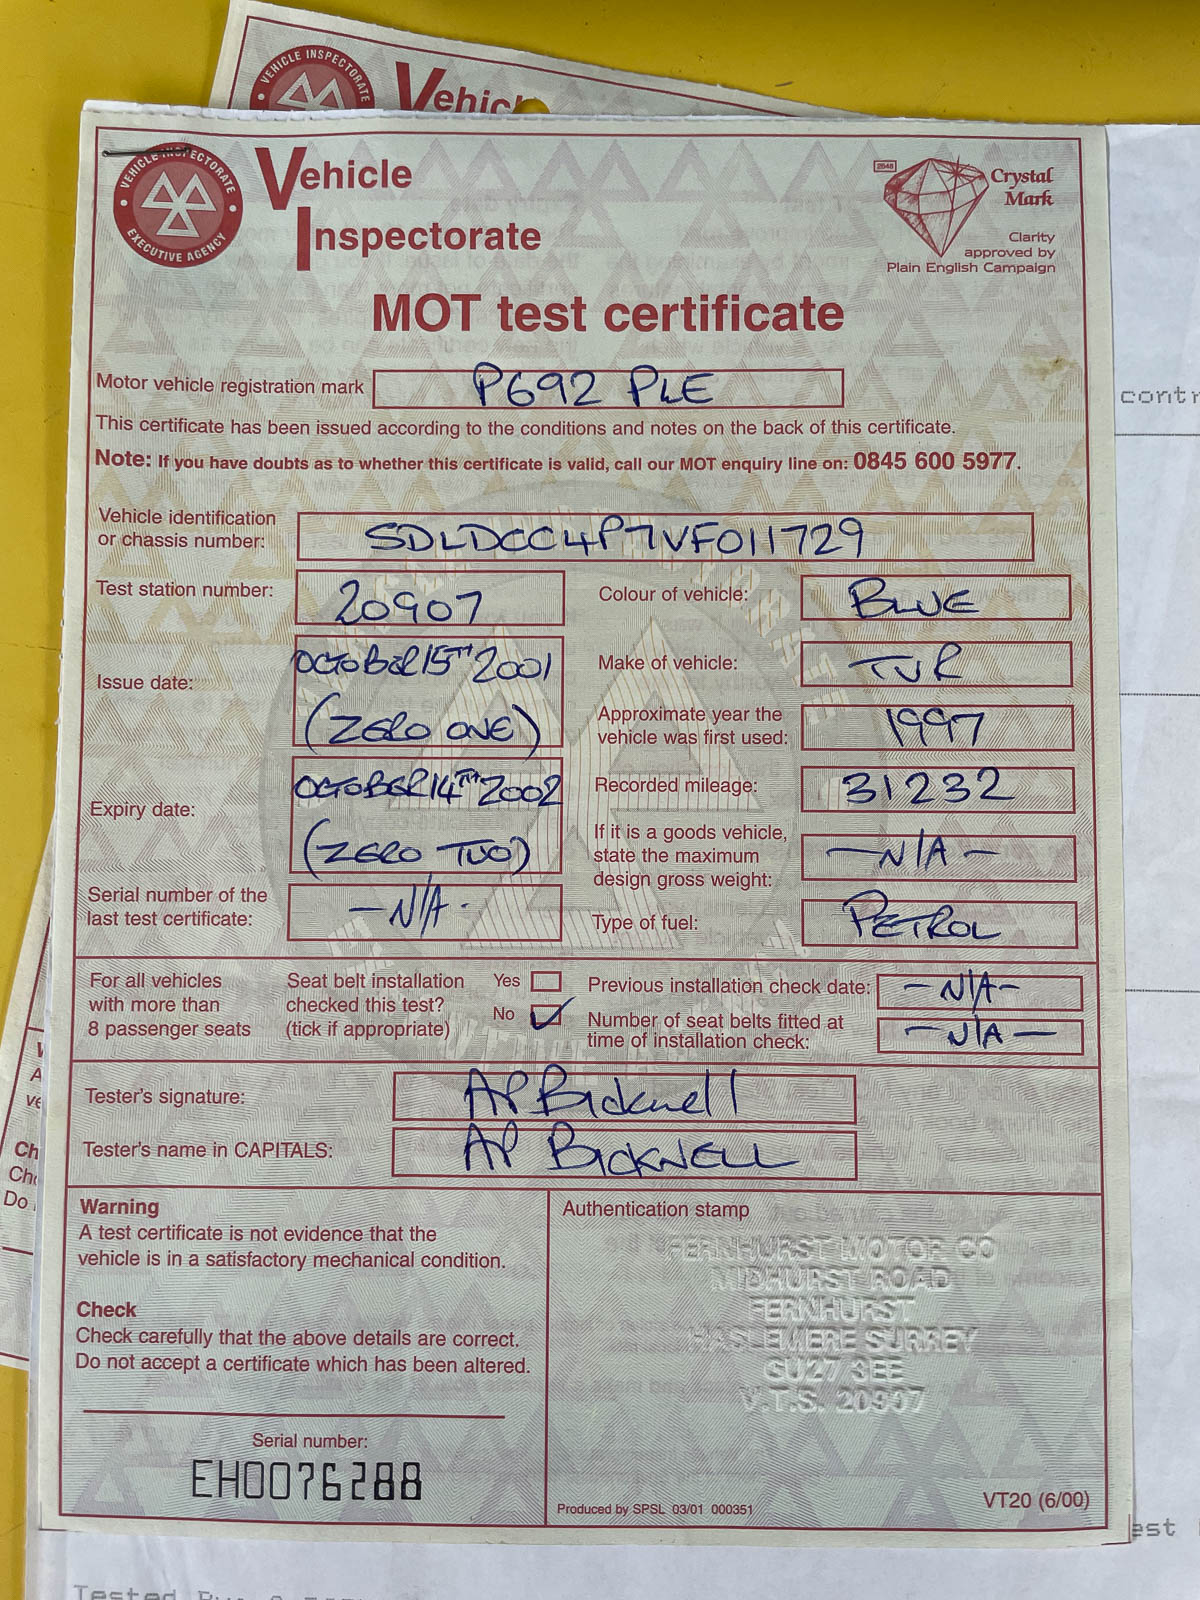 VEHICLE INSPECTORATE
Vehic
VEHICLE INSPECTORATE
EXECUTIVE AGENCY
Vehicle
Inspectorate
2848
Crystal
Mark
Clarity
approved by
Plain English Campaign
MOT test certificate
Motor vehicle registration mark P692 PLE
This certificate has been issued according to the conditions and notes on the back of this certificate.
Note: If you have doubts as to whether this certificate is valid, call our MOT enquiry line on: 0845 600 5977.
Vehicle identification
or chassis number: SDLDCC4P7VF011729
Test station number: 20907
Colour of vehicle: BLUE
Issue date: OCTOBER 15TH 2001
(ZERO ONE)
Make of vehicle: TVR
Approximate year the
vehicle was first used: 1997
Expiry date: OCTOBER 14TH 2002
(ZERO TWO)
Recorded mileage: 31232
If it is a goods vehicle,
state the maximum
design gross weight: -N/A-
Serial number of the
last test certificate: -N/A-
Type of fuel: PETROL
For all vehicles
with more than
8 passenger seats
Seat belt installation
checked this test?
(tick if appropriate)
Yes
No
Previous installation check date: -N/A-
Number of seat belts fitted at
time of installation check: -N/A-
Tester's signature: AP Bicknell
Tester's name in CAPITALS: AP BICKNELL
Warning
A test certificate is not evidence that the
vehicle is in a satisfactory mechanical condition.
Check
Check carefully that the above details are correct.
Do not accept a certificate which has been altered.
Serial number:
EH0076288
Authentication stamp
FERNHURST MOTOR CO
MIDHURST ROAD
FERNHURST
HASLEMERE SURREY
GU27 3EE
V.T.S. 20907
Produced by SPSL 03/01 000351
VT20 (6/00)
contr
est
Ch
Che
Do
Tested By: